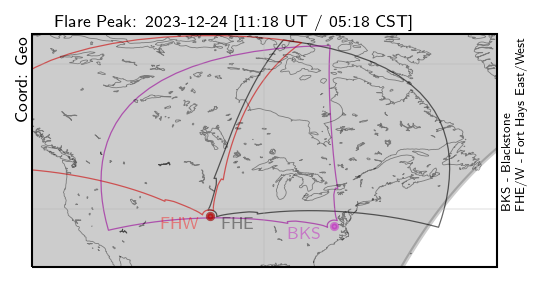 Flare Peak: 2023-12-24 [11:18 UT / 05:18 CST]
Coord: Geo
FHW
FHE
BKS
BKS - Blackstone
FHE/W - Fort Hays East/West